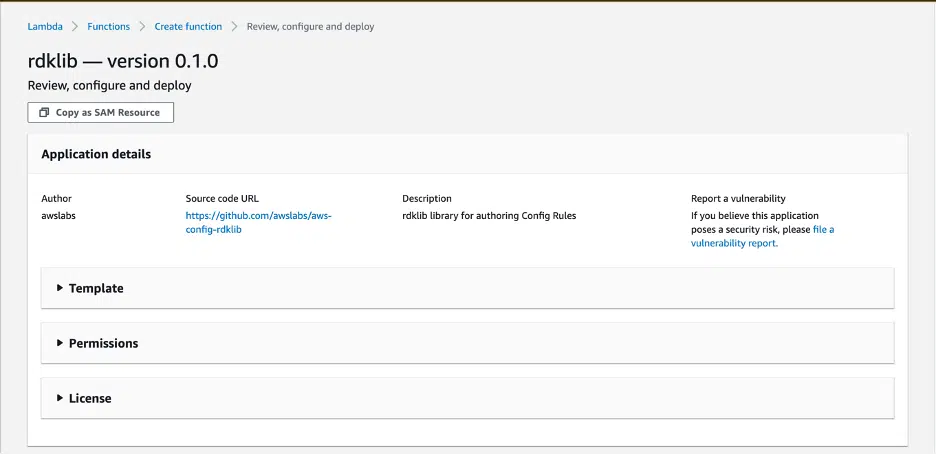 Lambda > Functions > Create function > Review, configure and deploy
rdklib — version 0.1.0
Review, configure and deploy
Copy as SAM Resource
Application details
Author
awslabs
Source code URL
https://github.com/awslabs/aws-
config-rdklib
Description
rdklib library for authoring Config Rules
Report a vulnerability
If you believe this application
poses a security risk, please file a
vulnerability report.
Template
Permissions
License